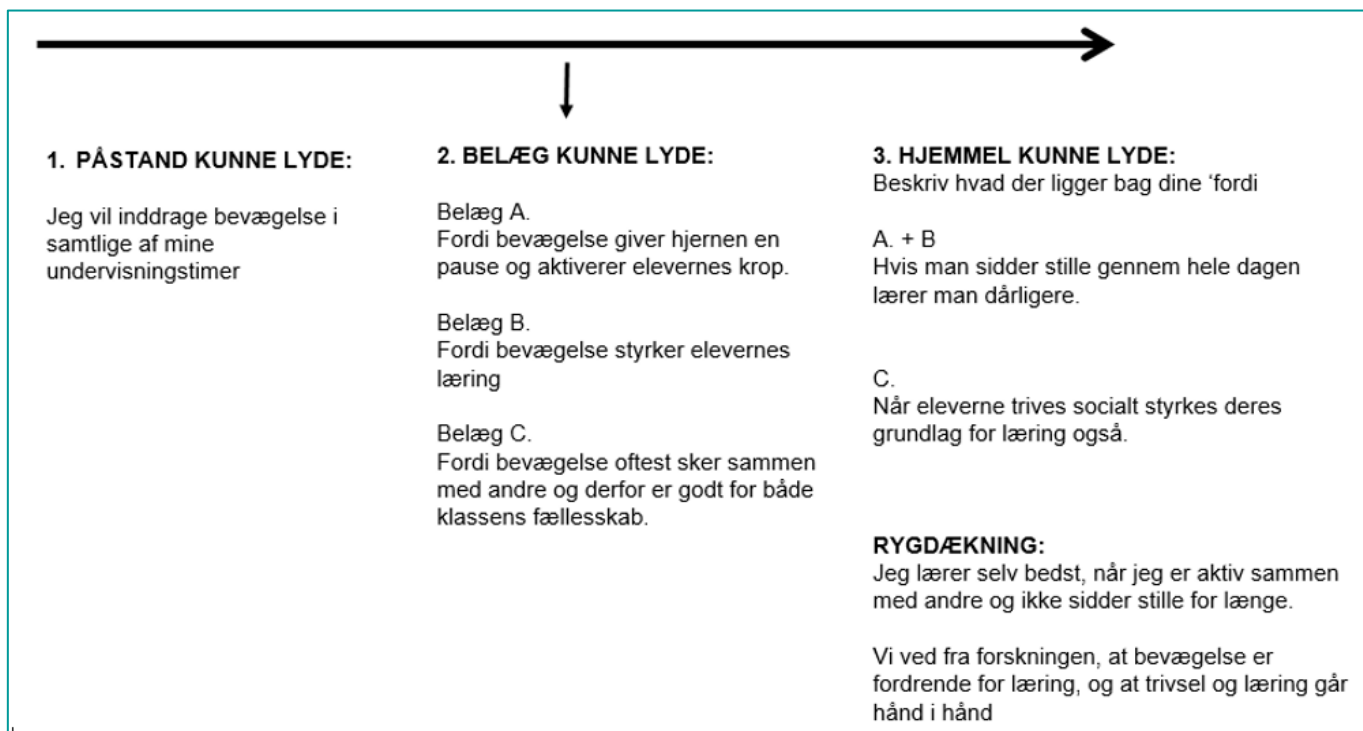 1. PÅSTAND KUNNE LYDE:
Jeg vil inddrage bevægelse i
samtlige af mine
undervisningstimer
2. BELÆG KUNNE LYDE:
Belæg A.
Fordi bevægelse giver hjernen en
pause og aktiverer elevernes krop.
Belæg B.
Fordi bevægelse styrker elevernes
læring
Belæg C.
Fordi bevægelse oftest sker sammen
med andre og derfor er godt for både
klassens fællesskab.
3. HJEMMEL KUNNE LYDE:
Beskriv hvad der ligger bag dine ‘fordi
A. + B
Hvis man sidder stille gennem hele dagen
lærer man dårligere.
C.
Når eleverne trives socialt styrkes deres
grundlag for læring også.
RYGDÆKNING:
Jeg lærer selv bedst, når jeg er aktiv sammen
med andre og ikke sidder stille for længe.
Vi ved fra forskningen, at bevægelse er
fordrende for læring, og at trivsel og læring går
hånd i hånd